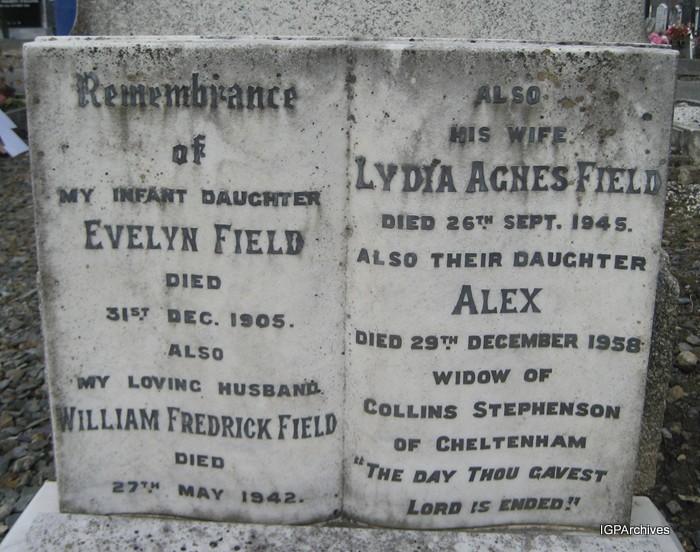 Remembrance
of
MY INFANT DAUGHTER
EVELYN FIELD
DIED
31ST DEC. 1905.
ALSO
MY LOVING HUSBAND
WILLIAM FREDRICK FIELD
DIED
27TH MAY 1942.
ALSO
HIS WIFE
LYDIA AGNES FIELD
DIED 26TH SEPT. 1945.
ALSO THEIR DAUGHTER
ALEX
DIED 29TH DECEMBER 1958
WIDOW OF
COLLINS STEPHENSON
OF CHELTENHAM
"THE DAY THOU GAVEST
LORD IS ENDED."
IGPArchives